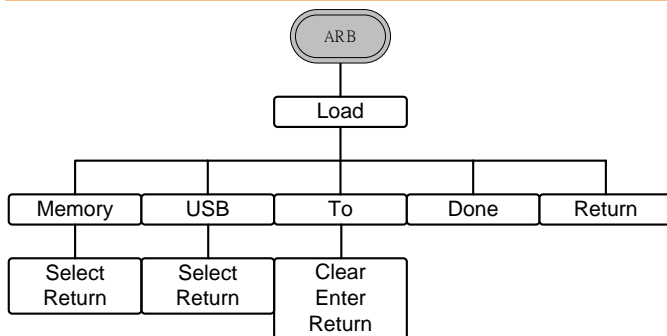 ARB
Load
Memory
USB
To
Done
Return
Select
Return
Select
Return
Clear
Enter
Return